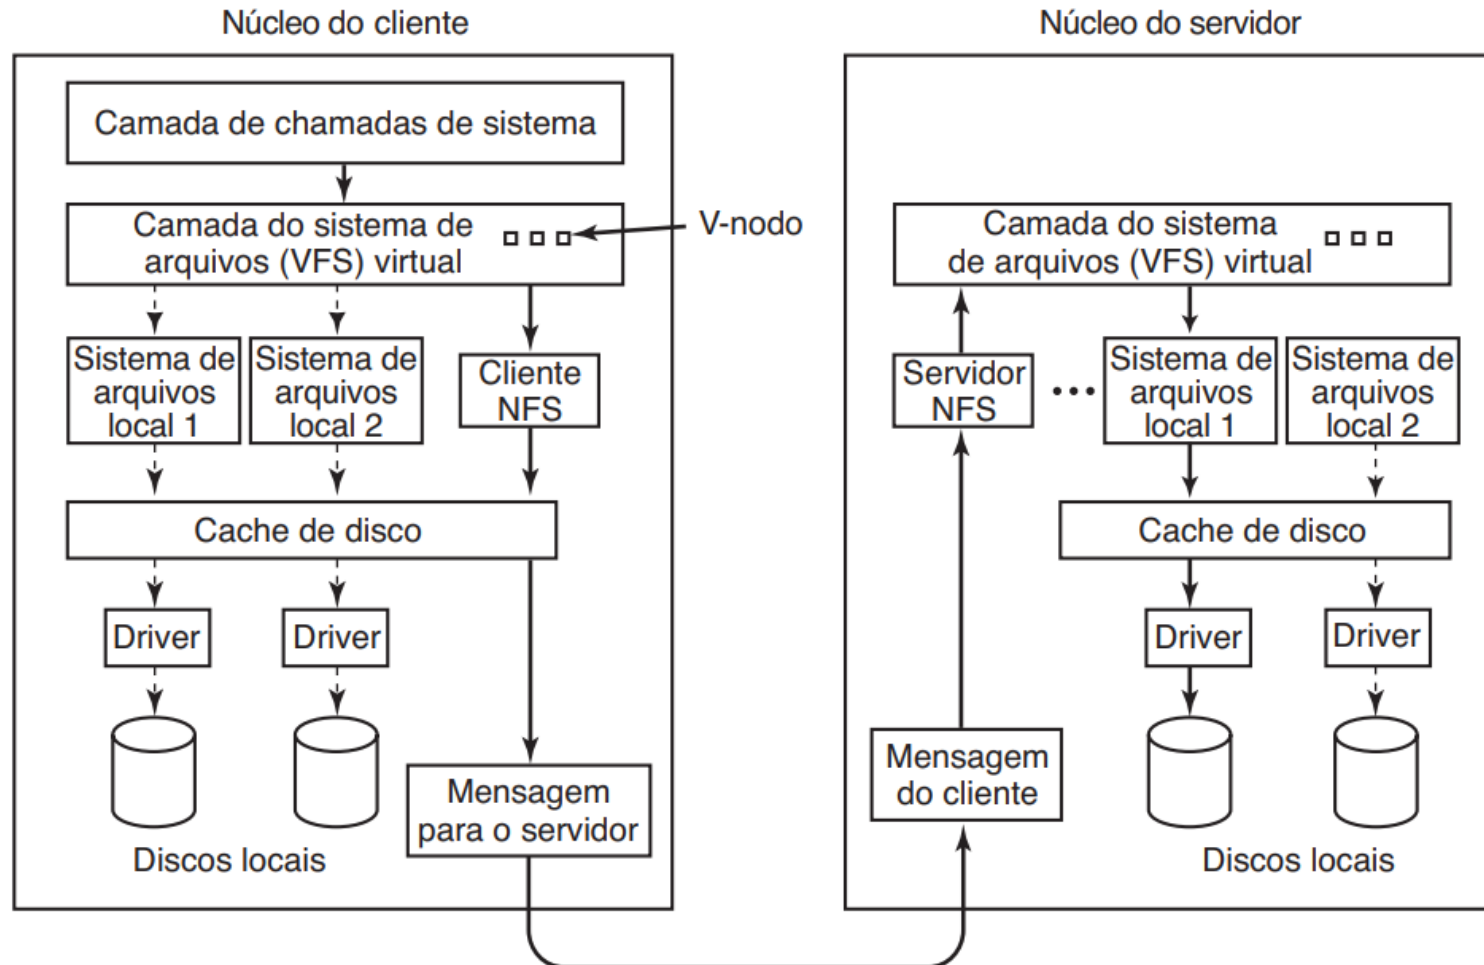 Núcleo do cliente
Camada de chamadas de sistema
Camada do sistema de
arquivos (VFS) virtual
V-nodo
Sistema de
arquivos
local 1
Sistema de
arquivos
local 2
Cliente
NFS
Cache de disco
Driver
Driver
Discos locais
Mensagem
para o servidor
Núcleo do servidor
Camada do sistema
de arquivos (VFS) virtual
Servidor
NFS
Sistema de
arquivos
local 1
Sistema de
arquivos
local 2
Cache de disco
Driver
Driver
Mensagem
do cliente
Discos locais